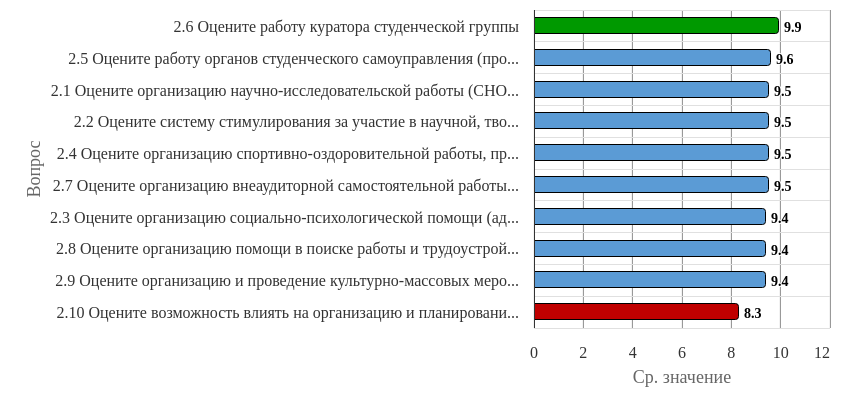 2.6 Оцените работу куратора студенческой группы
9.9
2.5 Оцените работу органов студенческого самоуправления (про...
9.6
2.1 Оцените организацию научно-исследовательской работы (СНО...
9.5
2.2 Оцените систему стимулирования за участие в научной, тво...
9.5
2.4 Оцените организацию спортивно-оздоровительной работы, пр...
9.5
2.7 Оцените организацию внеаудиторной самостоятельной работы...
9.5
2.3 Оцените организацию социально-психологической помощи (ад...
9.4
2.8 Оцените организацию помощи в поиске работы и трудоустрой...
9.4
2.9 Оцените организацию и проведение культурно-массовых меро...
9.4
2.10 Оцените возможность влиять на организацию и планировани...
8.3
Вопрос
0 2 4 6 8 10 12
Ср. значение